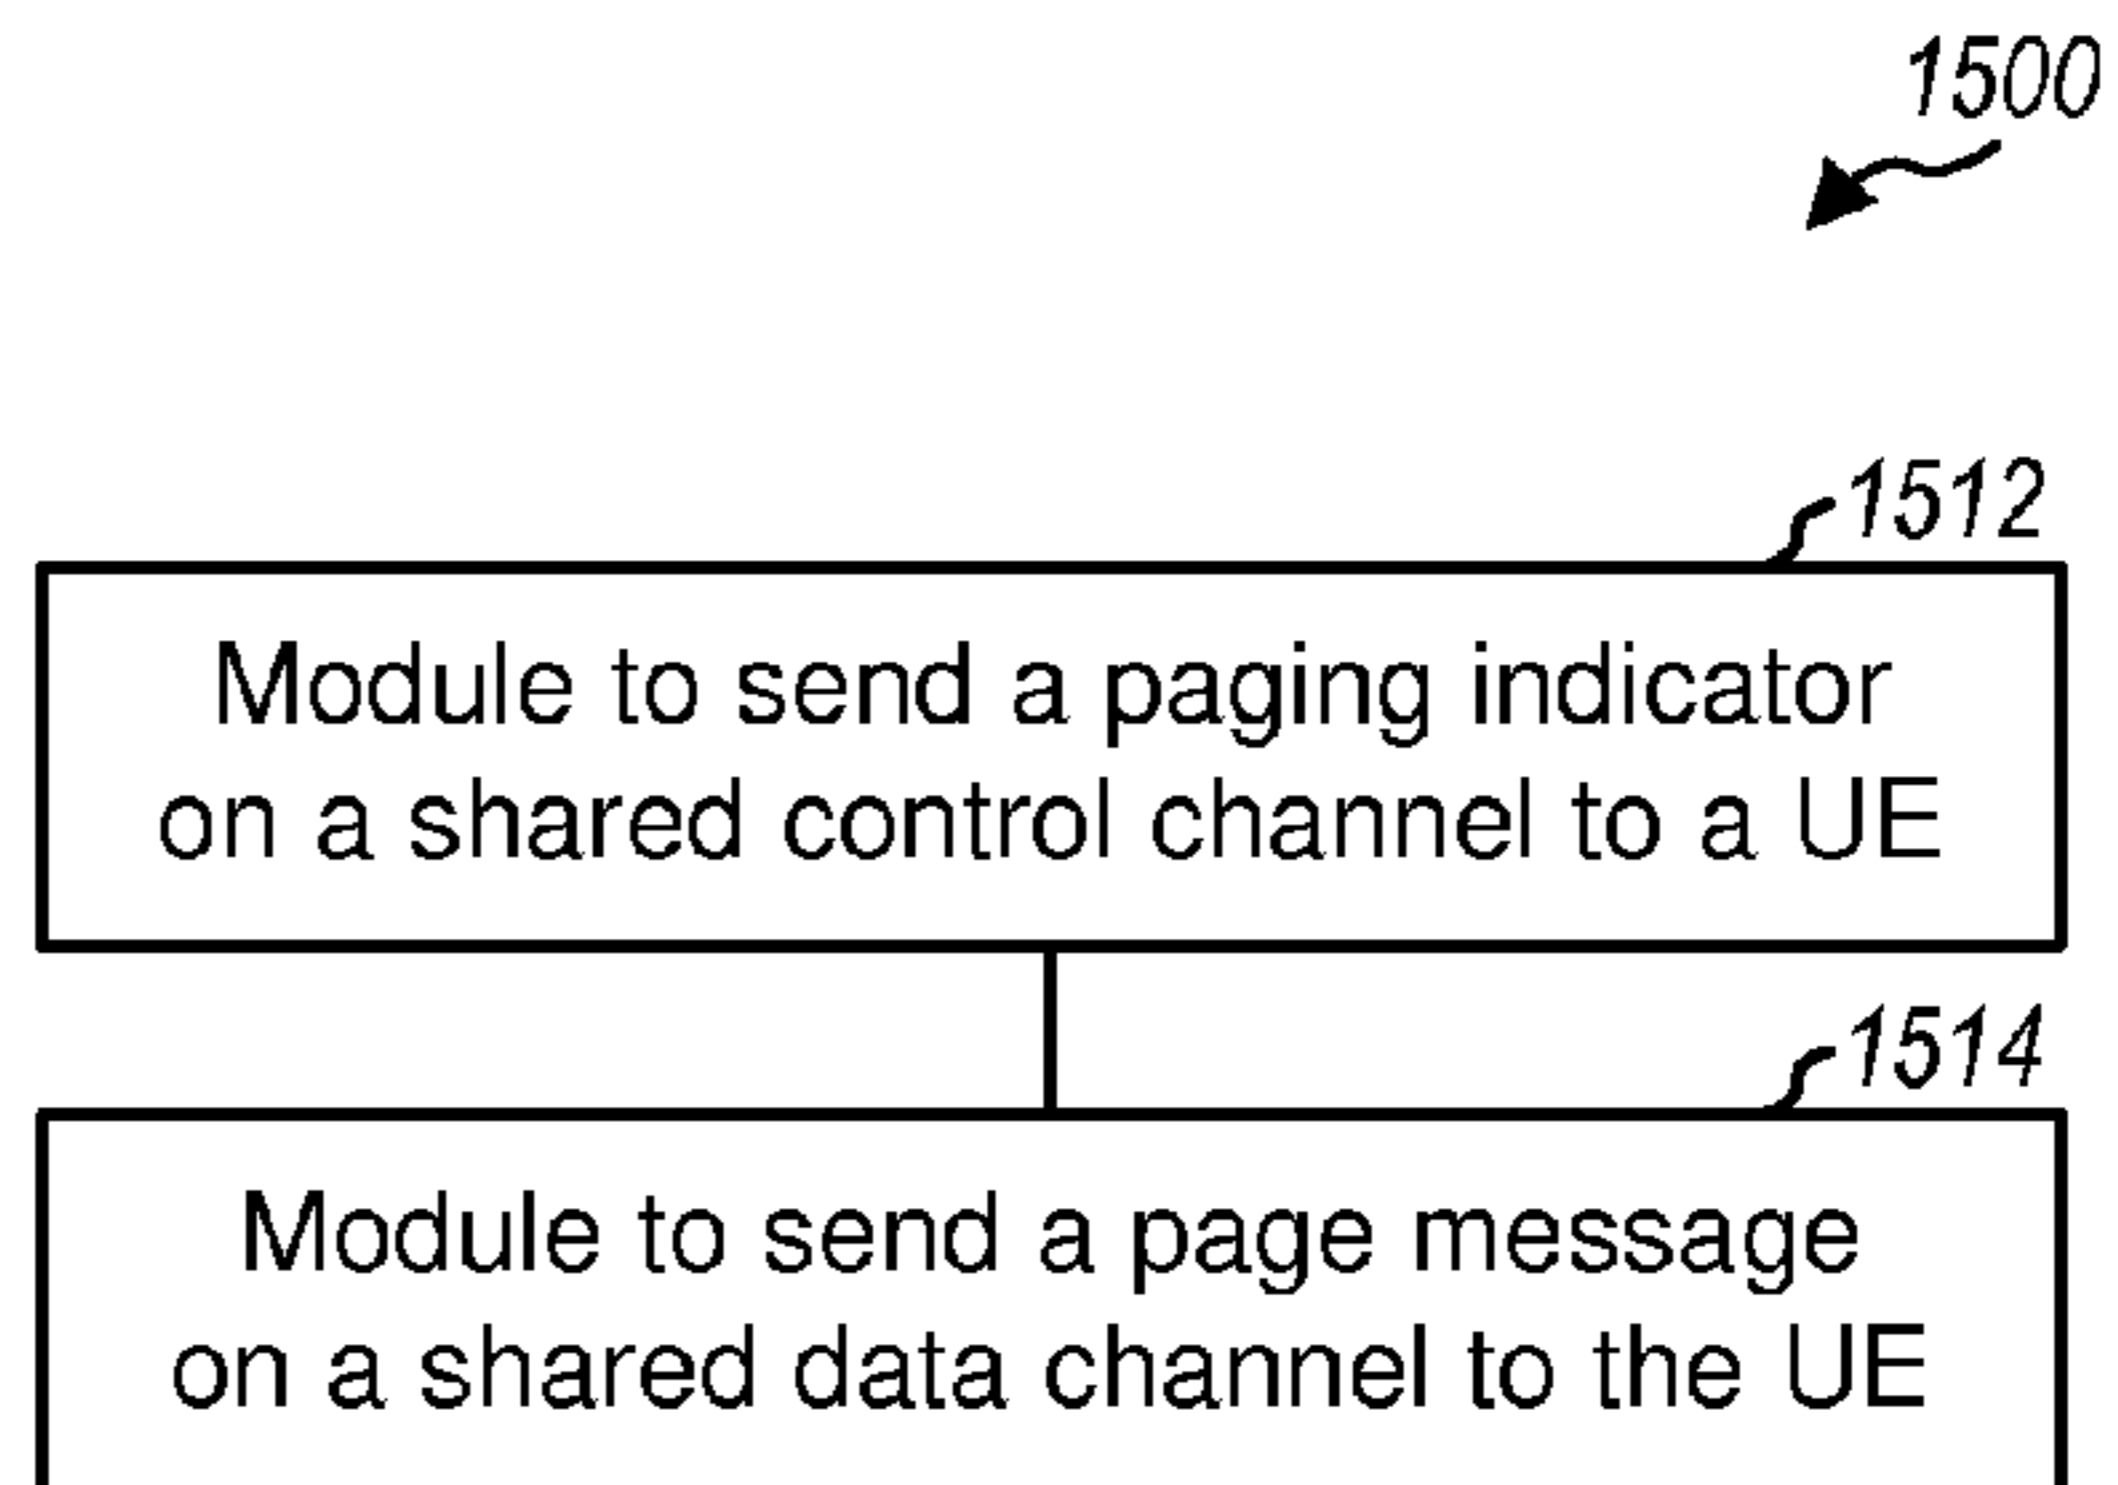 1500
1512
Module to send a paging indicator
on a shared control channel to a UE
1514
Module to send a page message
on a shared data channel to the UE